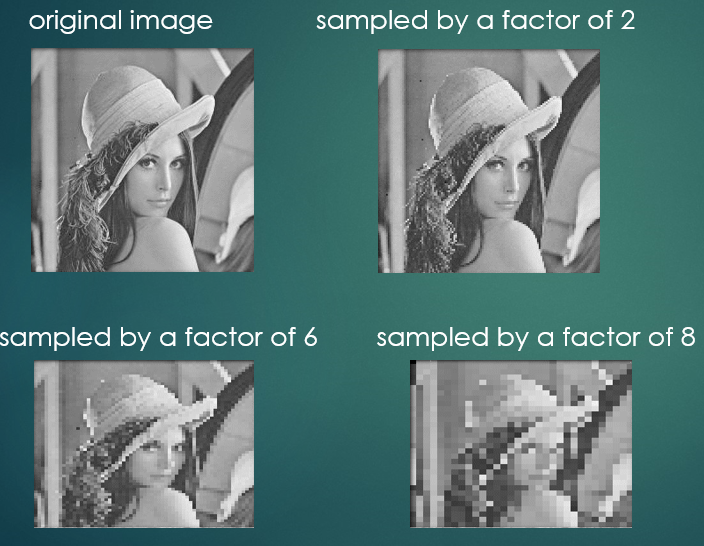 original image
sampled by a factor of 2
sampled by a factor of 6
sampled by a factor of 8